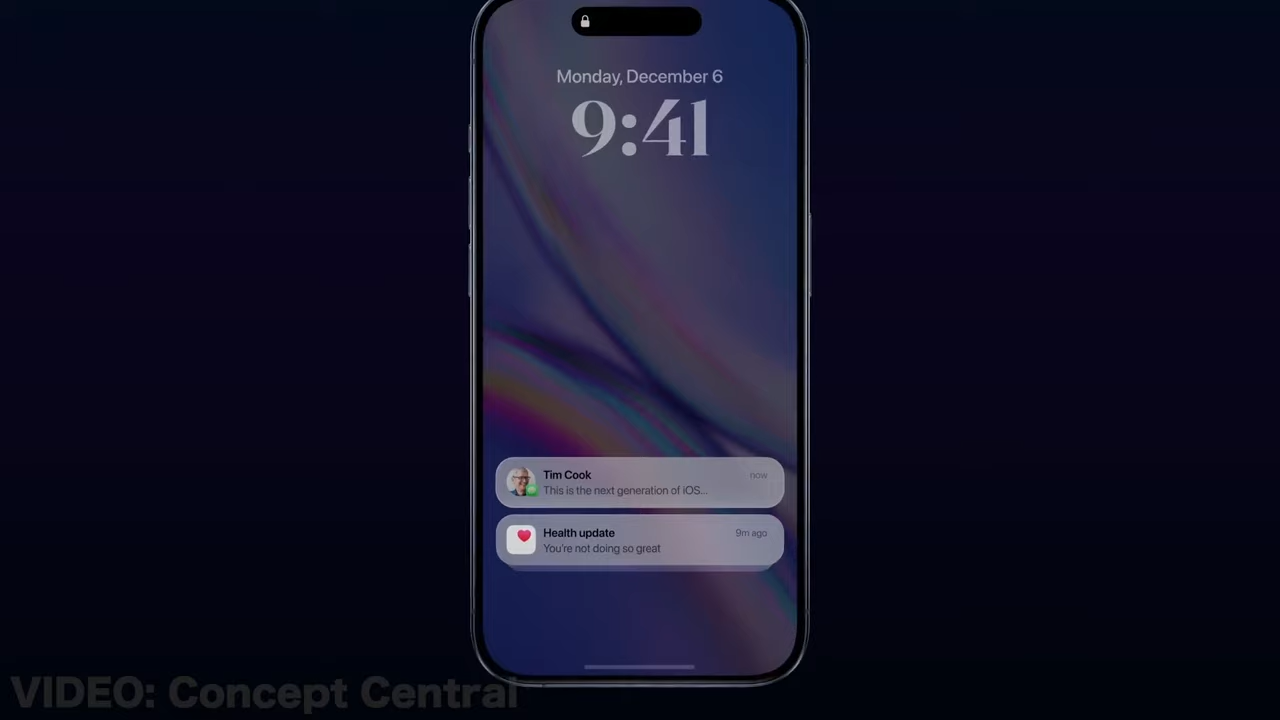 Monday, December 6
9:41
Tim Cook
now
This is the next generation of iOS...
Health update
9m ago
You're not doing so great
VIDEO: Concept Central